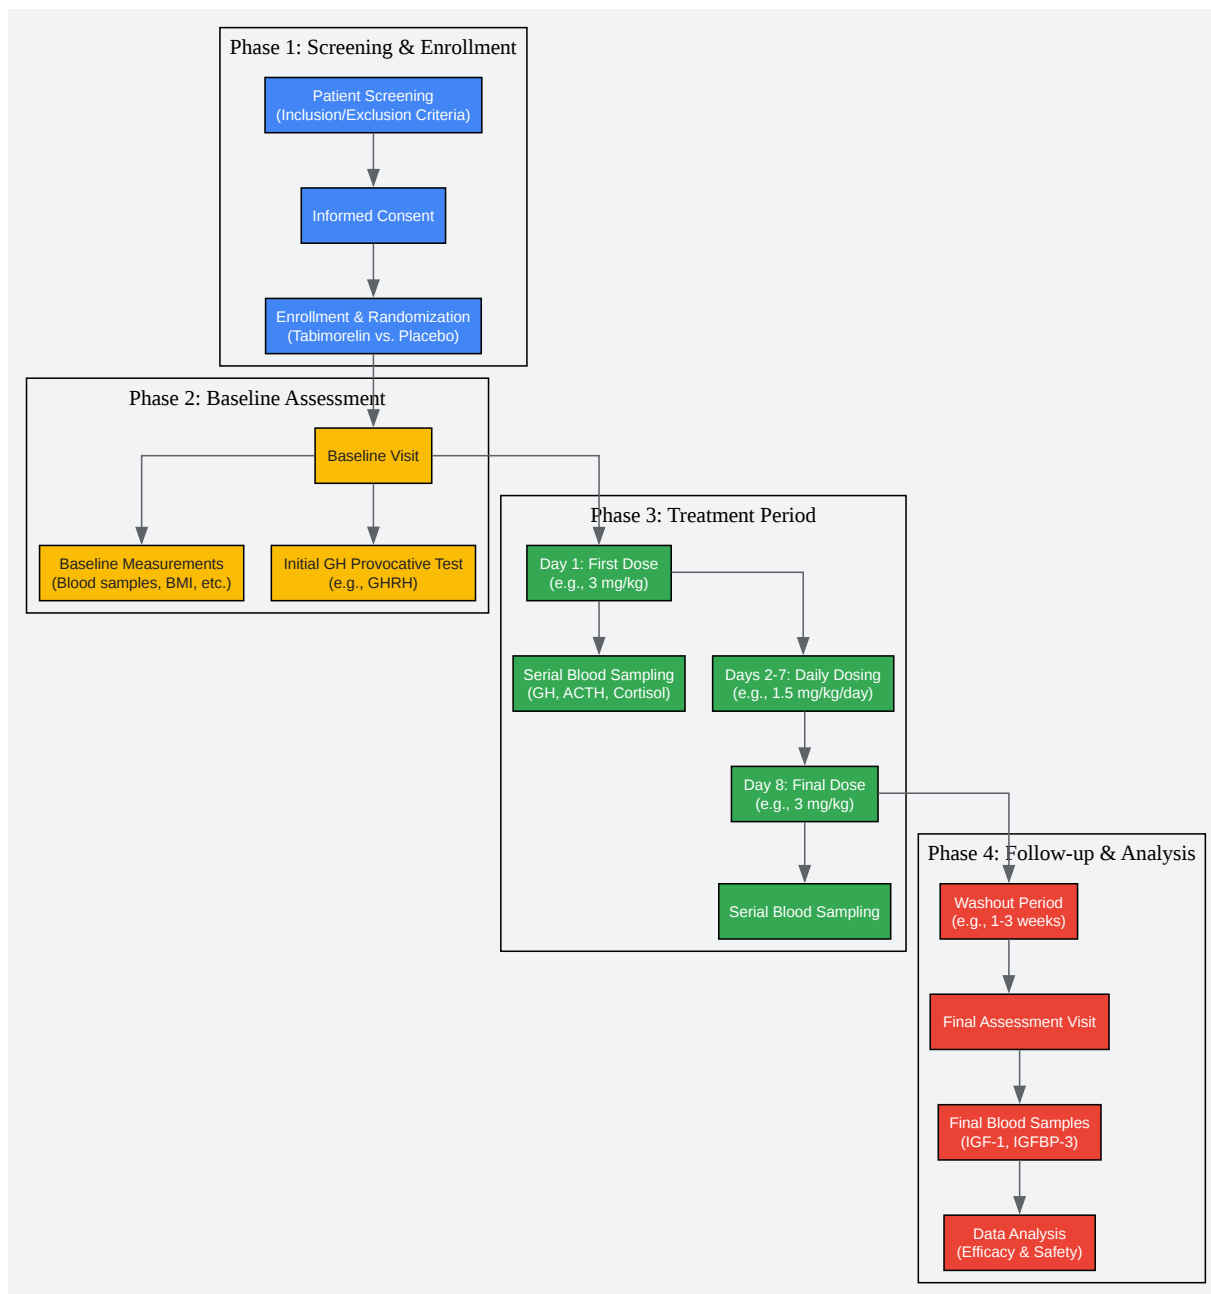 Phase 1: Screening & Enrollment
Patient Screening
(Inclusion/Exclusion Criteria)
Informed Consent
Enrollment & Randomization
(Tabimorelin vs. Placebo)
Phase 2: Baseline Assessment
Baseline Visit
Baseline Measurements
(Blood samples, BMI, etc.)
Initial GH Provocative Test
(e.g., GHRH)
Phase 3: Treatment Period
Day 1: First Dose
(e.g., 3 mg/kg)
Serial Blood Sampling
(GH, ACTH, Cortisol)
Days 2-7: Daily Dosing
(e.g., 1.5 mg/kg/day)
Day 8: Final Dose
(e.g., 3 mg/kg)
Serial Blood Sampling
Phase 4: Follow-up & Analysis
Washout Period
(e.g., 1-3 weeks)
Final Assessment Visit
Final Blood Samples
(IGF-1, IGFBP-3)
Data Analysis
(Efficacy & Safety)